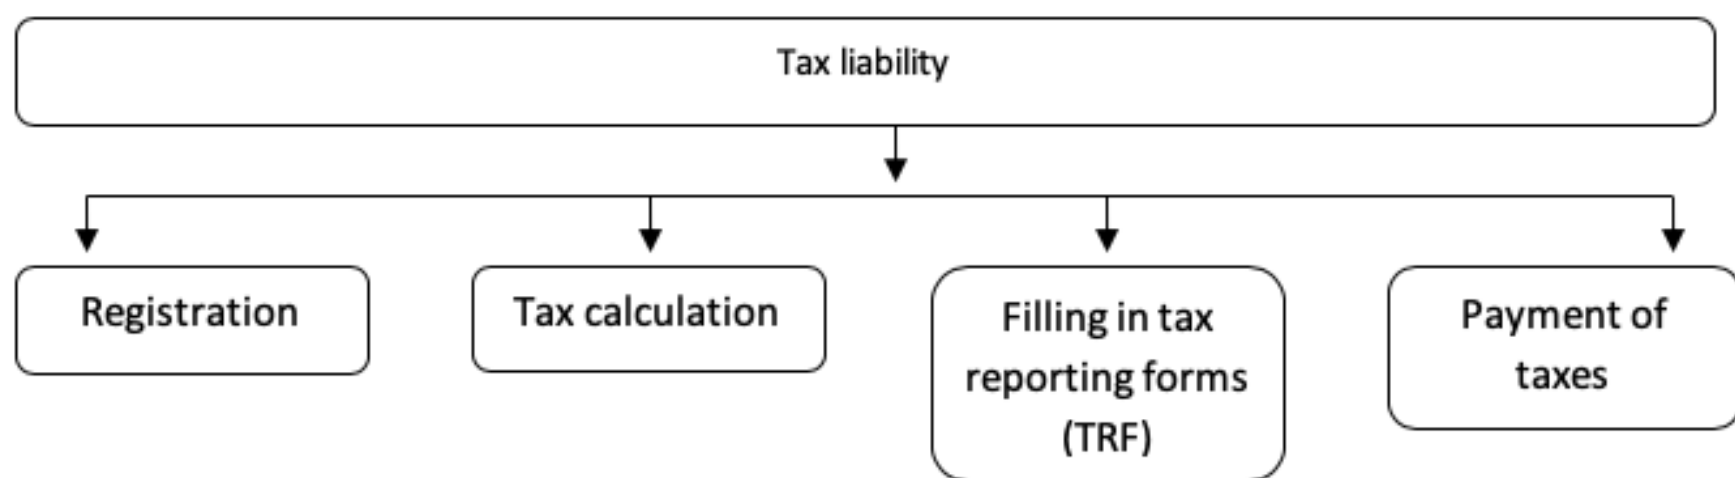 Tax liability
Registration
Tax calculation
Filling in tax
reporting forms
(TRF)
Payment of
taxes